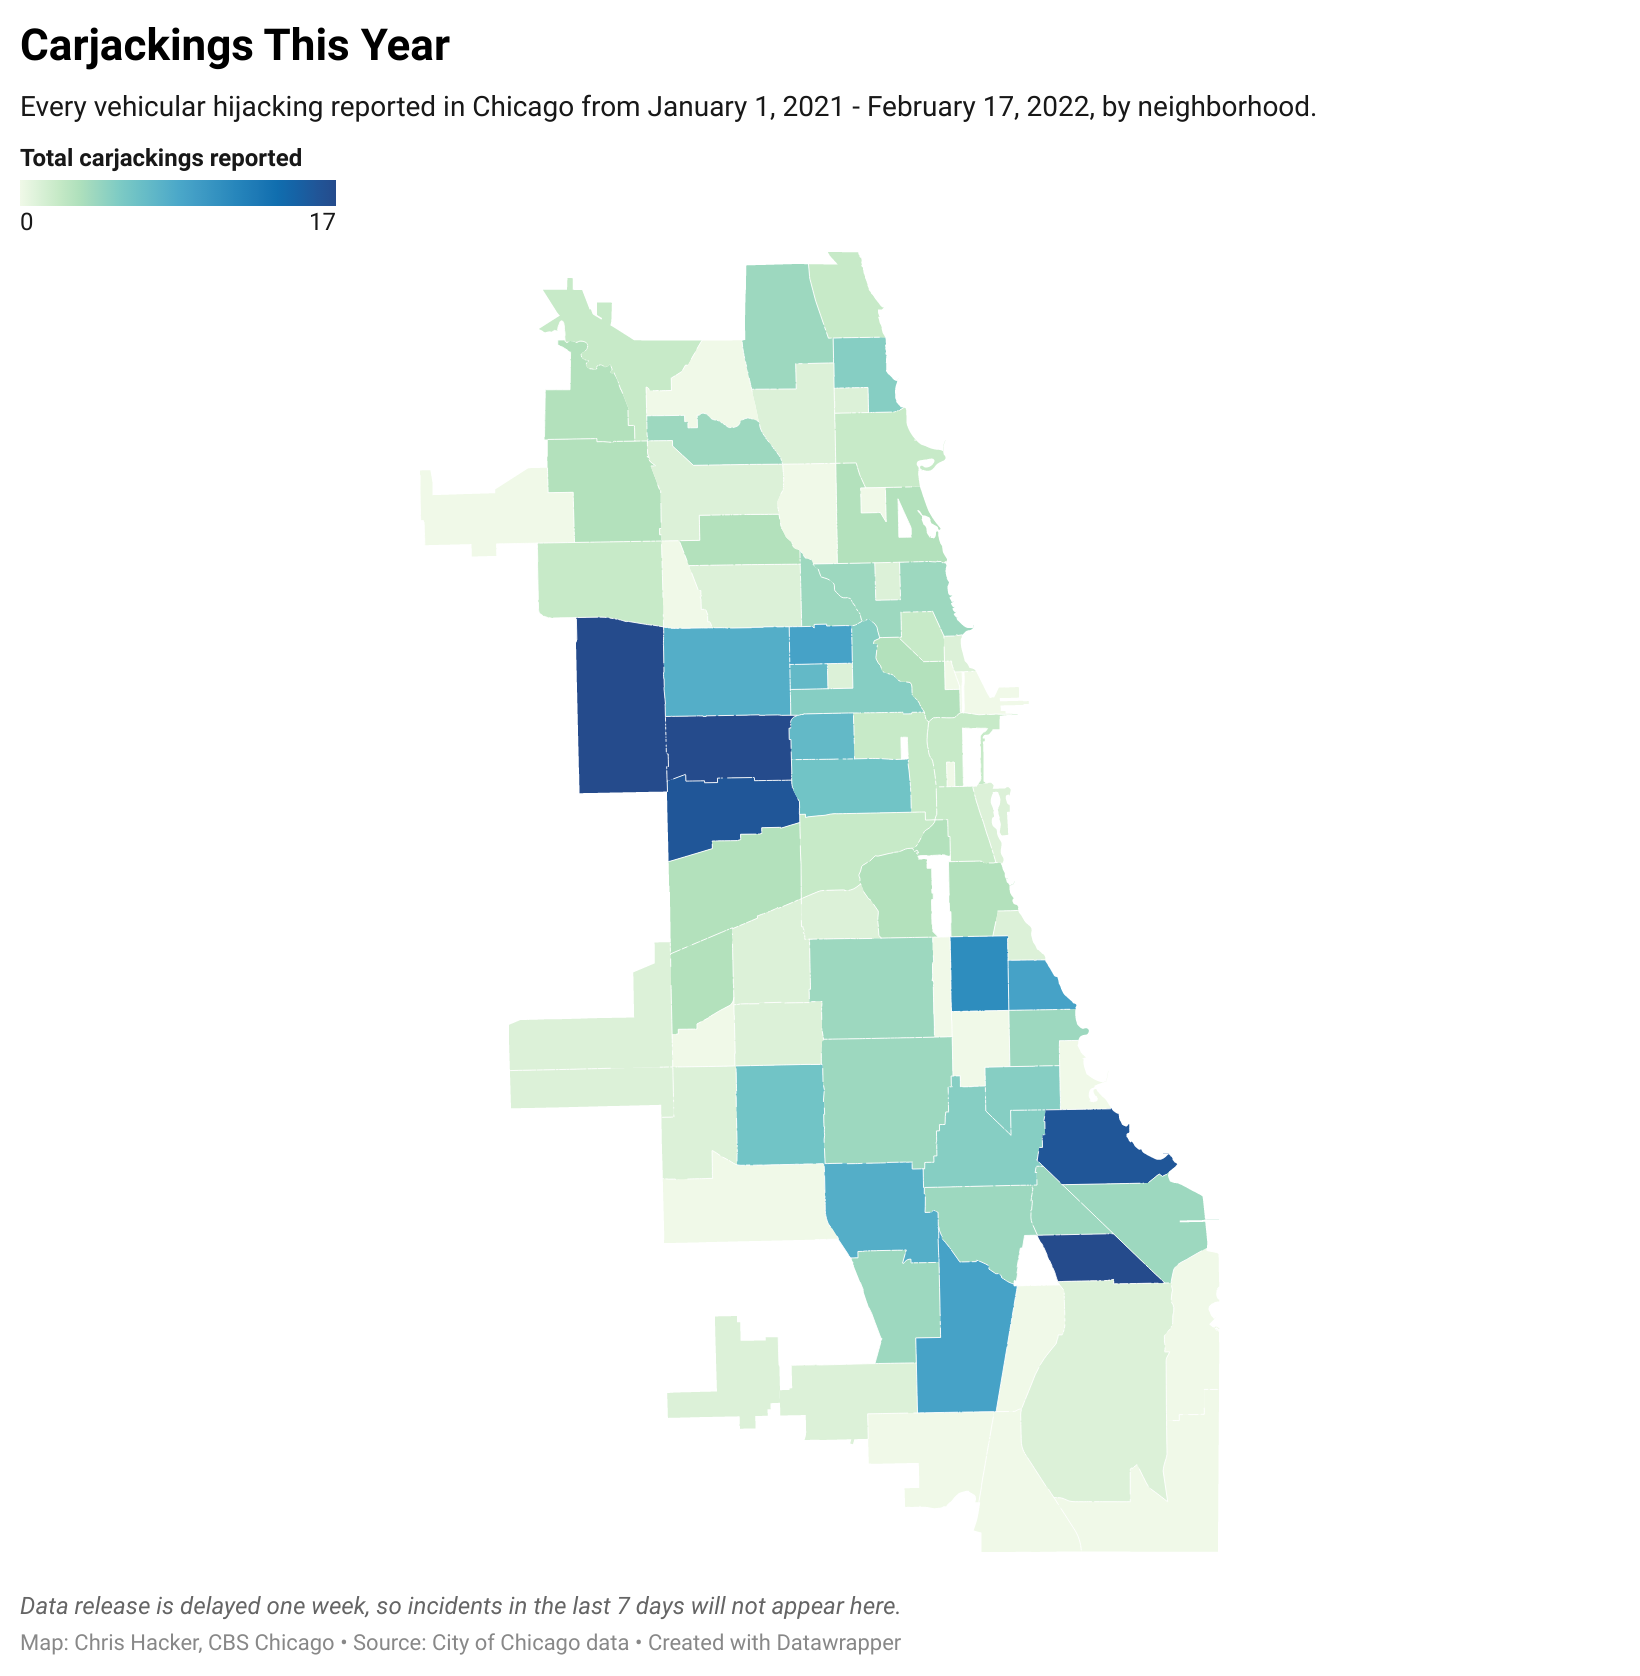 Carjackings This Year
Every vehicular hijacking reported in Chicago from January 1, 2021 - February 17, 2022, by neighborhood.
Total carjackings reported
0 17
Data release is delayed one week, so incidents in the last 7 days will not appear here.
Map: Chris Hacker, CBS Chicago • Source: City of Chicago data • Created with Datawrapper